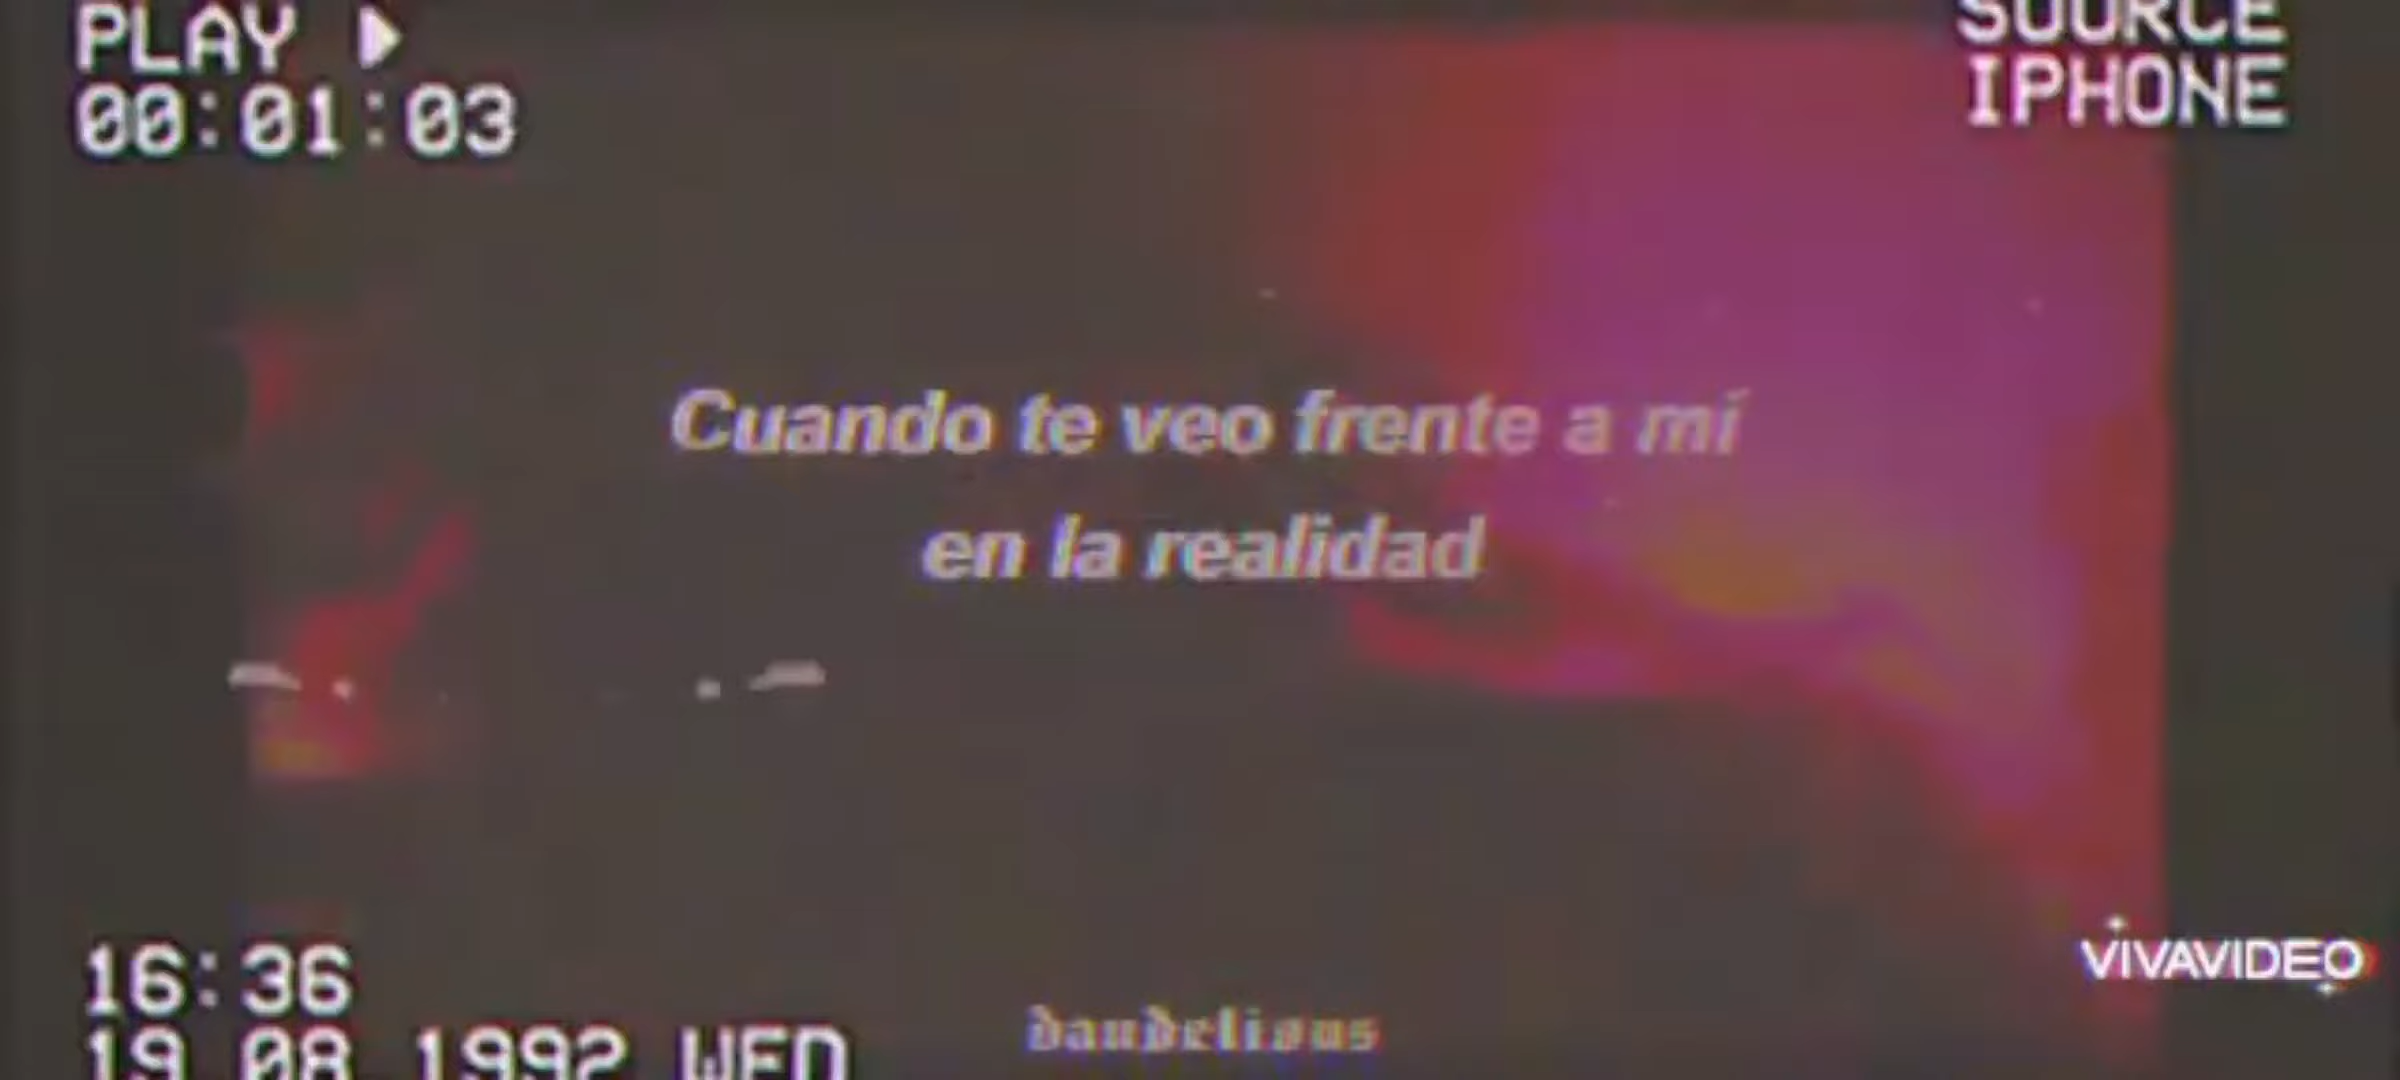 PLAY
SOURCE
00:01:03
IPHONE
Cuando te veo frente a mí
en la realidad
VIVAVIDEO
16:36
dandeliøns
19 08 1992 WED